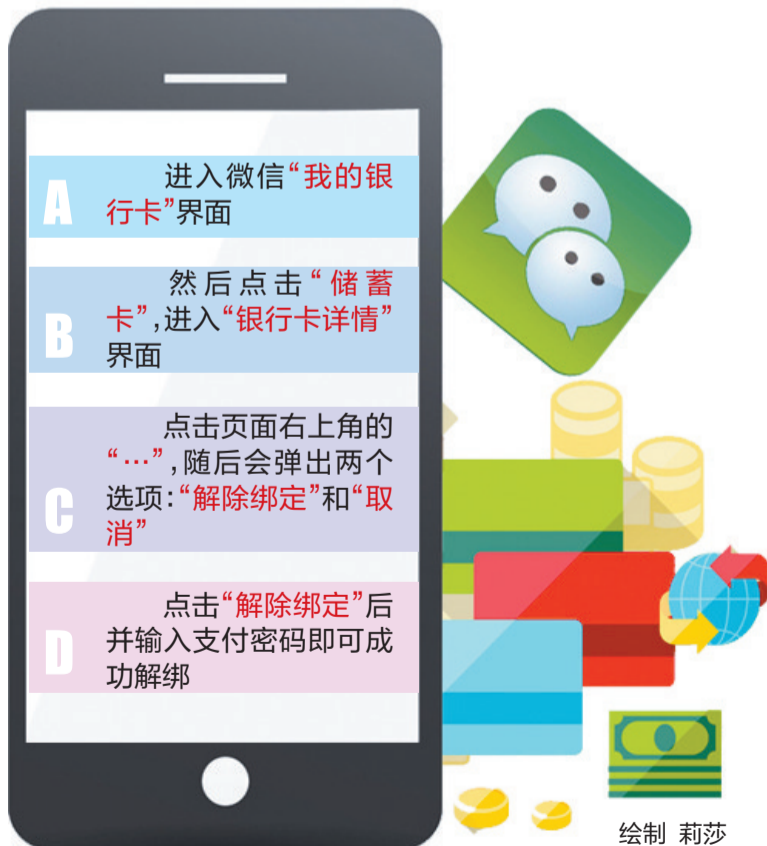 A
进入微信“我的银
行卡”界面
B
然后点击“储蓄
卡”,进入“银行卡详情”
界面
C
点击页面右上角的
“…”,随后会弹出两个
选项:“解除绑定”和“取
消”
D
点击“解除绑定”后
并输入支付密码即可成
功解绑
绘制 莉莎